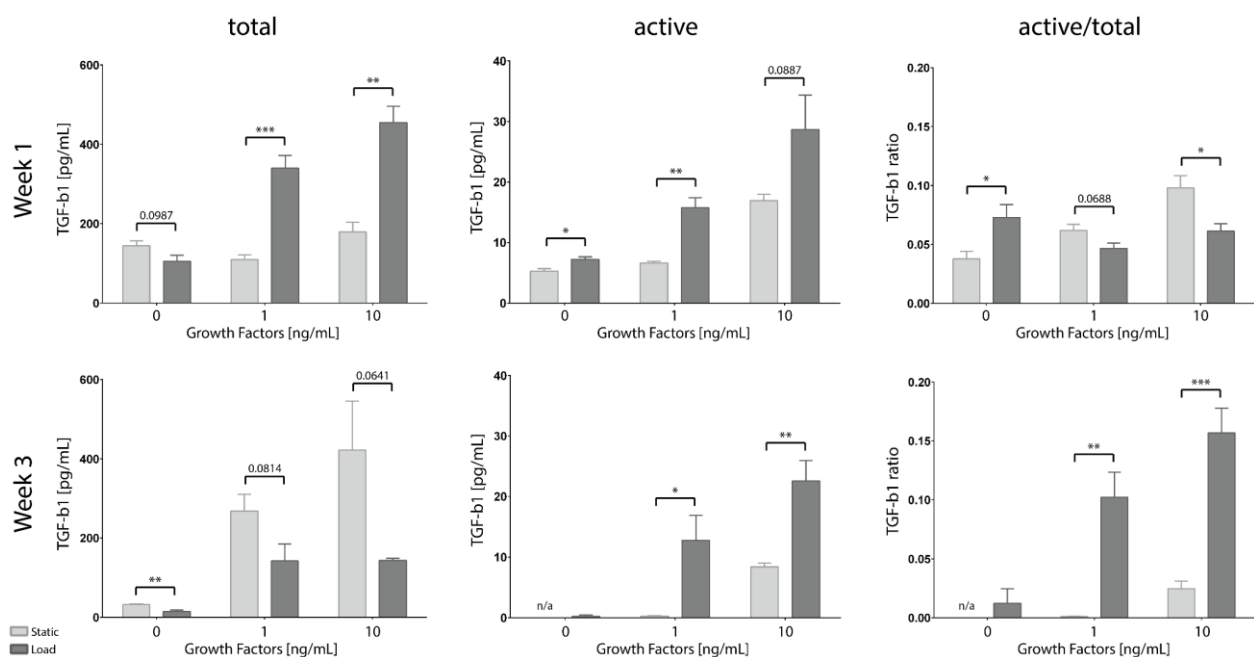 total
active
active/total
Week 1
TGF-b1 [pg/mL]
600
400
200
0
0.0987
***
**
0
1
10
Growth Factors [ng/mL]
TGF-b1 [pg/mL]
40
30
20
10
0
*
**
0.0887
0
1
10
Growth Factors [ng/mL]
TGF-b1 ratio
0.20
0.15
0.10
0.05
0.00
*
0.0688
*
0
1
10
Growth Factors [ng/mL]
Week 3
TGF-b1 [pg/mL]
600
400
200
0
**
0.0814
0.0641
0
1
10
Growth Factors [ng/mL]
TGF-b1 [pg/mL]
40
30
20
10
0
n/a
*
**
0
1
10
Growth Factors [ng/mL]
TGF-b1 ratio
0.20
0.15
0.10
0.05
0.00
n/a
**
***
0
1
10
Growth Factors [ng/mL]
Static
Load